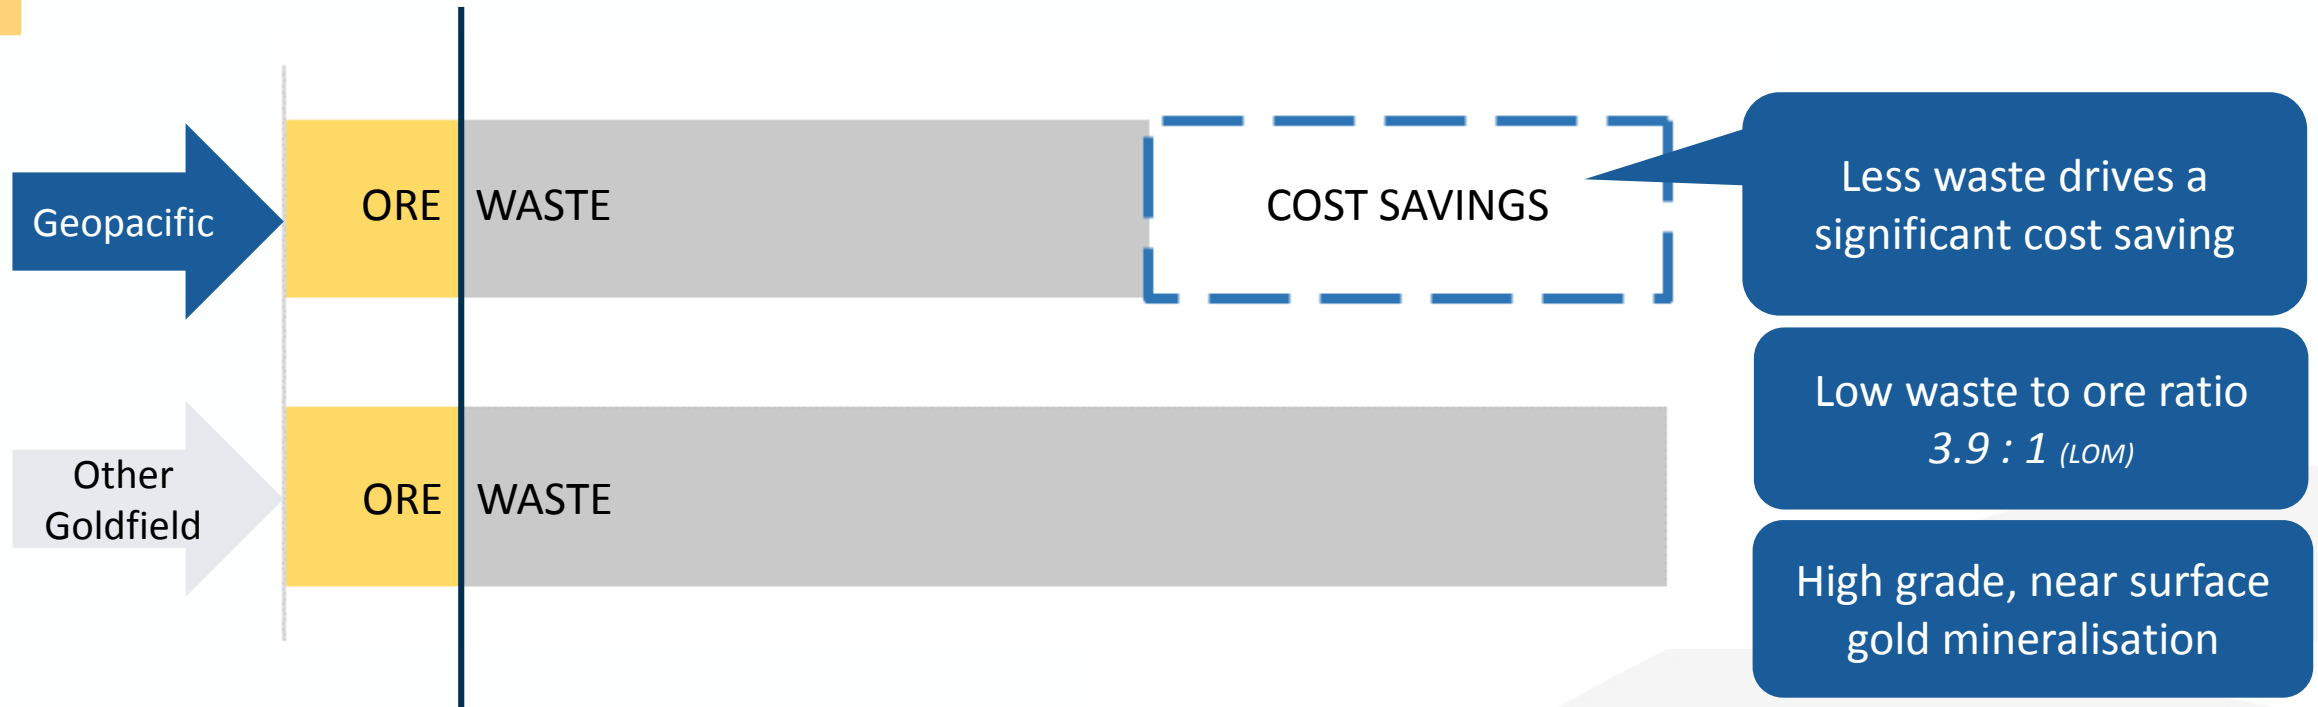 Geopacific
ORE
WASTE
COST SAVINGS
Less waste drives a
significant cost saving
Low waste to ore ratio
3.9 : 1 (LOM)
High grade, near surface
gold mineralisation
Other
Goldfield
ORE
WASTE